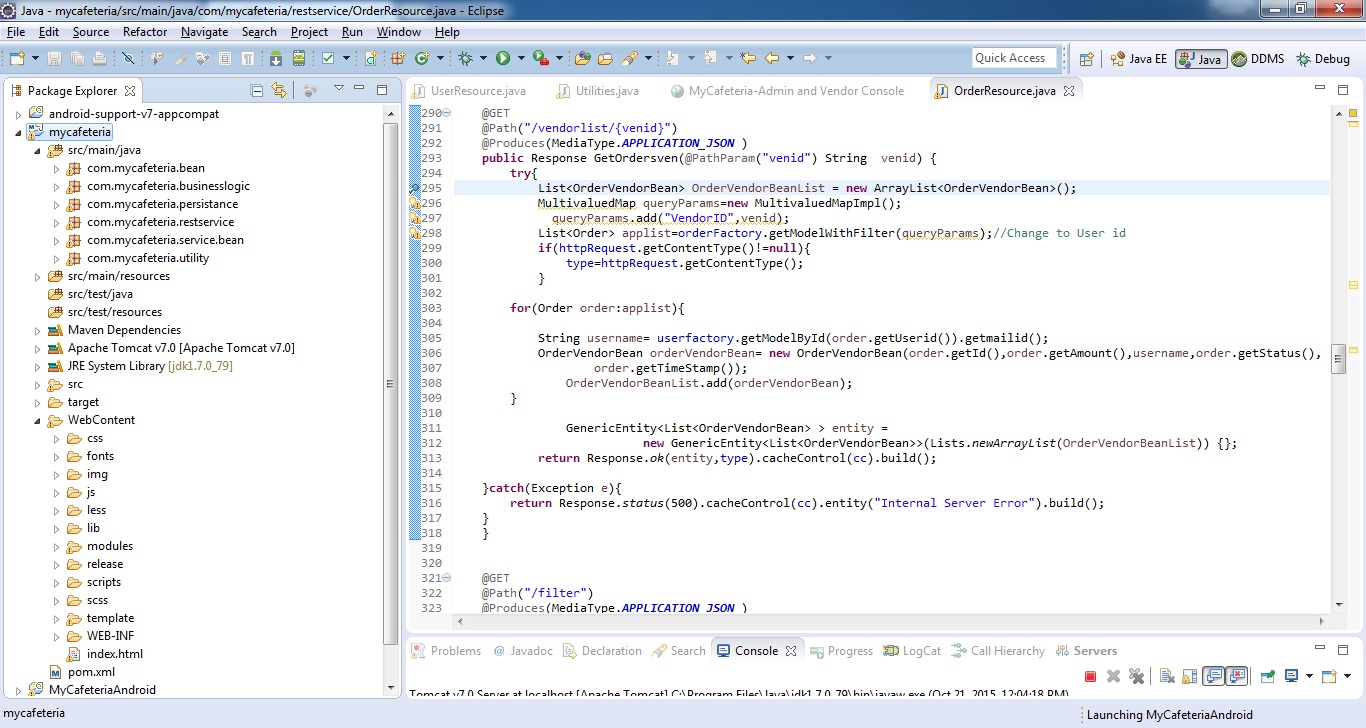 Java - mycafeteria/src/main/java/com/mycafeteria/restservice/OrderResource.java - Eclipse
File Edit Source Refactor Navigate Search Project Run Window Help
Quick Access
Java EE Java DDMS Debug
Package Explorer
android-support-v7-appcompat
mycafeteria
src/main/java
com.mycafeteria.bean
com.mycafeteria.businesslogic
com.mycafeteria.persistance
com.mycafeteria.restservice
com.mycafeteria.service.bean
com.mycafeteria.utility
src/main/resources
src/test/java
src/test/resources
Maven Dependencies
Apache Tomcat v7.0 [Apache Tomcat v7.0]
JRE System Library [jdk1.7.0_79]
src
target
WebContent
css
fonts
img
js
less
lib
modules
release
scripts
scss
template
WEB-INF
index.html
pom.xml
MyCafeteriaAndroid
UserResource.java Utilities.java MyCafeteria-Admin and Vendor Console OrderResource.java
290 @GET
291 @Path("/vendorlist/{venid}")
292 @Produces(MediaType.APPLICATION_JSON )
293 public Response GetOrdersven(@PathParam("venid") String  venid) {
294 try{
295 List<OrderVendorBean> OrderVendorBeanList = new ArrayList<OrderVendorBean>();
296 MultivaluedMap queryParams=new MultivaluedMapImpl();
297 queryParams.add("VendorID",venid);
298 List<Order> applist=orderFactory.getModelWithFilter(queryParams);//Change to User id
299 if(httpRequest.getContentType()!=null){
300 type=httpRequest.getContentType();
301 }
302
303 for(Order order:applist){
304
305 String username= userfactory.getModelById(order.getUserid()).getmailid();
306 OrderVendorBean orderVendorBean= new OrderVendorBean(order.getId(),order.getAmount(),username,order.getStatus(),
307 order.getTimeStamp());
308 OrderVendorBeanList.add(orderVendorBean);
309 }
310
311 GenericEntity<List<OrderVendorBean> > entity =
312 new GenericEntity<List<OrderVendorBean>>(Lists.newArrayList(OrderVendorBeanList)) {};
313 return Response.ok(entity,type).cacheControl(cc).build();
314
315 }catch(Exception e){
316 return Response.status(500).cacheControl(cc).entity("Internal Server Error").build();
317 }
318 }
319
320
321 @GET
322 @Path("/filter")
323 @Produces(MediaType.APPLICATION_JSON )
Problems @ Javadoc Declaration Search Console Progress LogCat Call Hierarchy Servers
Tomcat v7.0 Server at localhost [Apache Tomcat] C:\Program Files\Java\jdk1.7.0_79\bin\javaw.exe (Oct 21, 2015, 12:04:18 PM)
mycafeteria
Launching MyCafeteriaAndroid